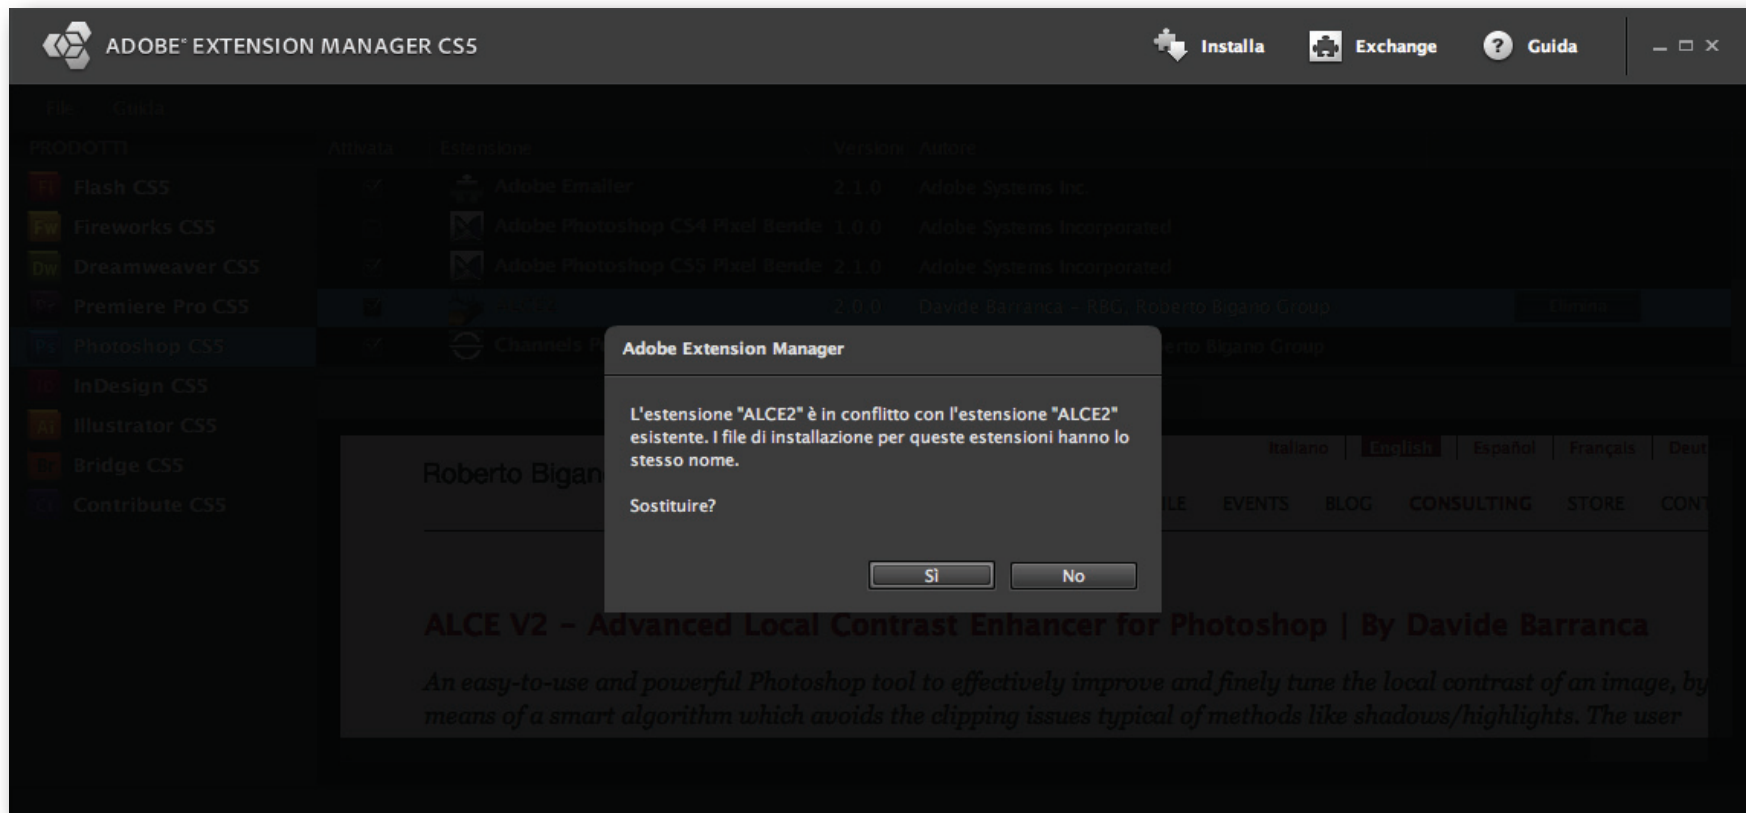 ADOBE® EXTENSION MANAGER CS5
Installa
Exchange
Guida
File Guida
PRODOTTI
Attivata Estensione Versione Autore
Flash CS5
Adobe Emailer 2.1.0 Adobe Systems Inc.
Fw Fireworks CS5
Adobe Photoshop CS4 Pixel Bende 1.0.0 Adobe Systems Incorporated
Dw Dreamweaver CS5
Adobe Photoshop CS5 Pixel Bende 2.1.0 Adobe Systems Incorporated
Premiere Pro CS5
2.0.0 Davide Barranca - RBG, Roberto Bigano Group
Photoshop CS5
Channels P
erto Bigano Group
InDesign CS5
Illustrator CS5
Bridge CS5
Contribute CS5
Adobe Extension Manager
L'estensione "ALCE2" è in conflitto con l'estensione "ALCE2"
esistente. I file di installazione per queste estensioni hanno lo
stesso nome.
Sostituire?
Sì
No
Italiano English Español Français Deut
Roberto Bigan
ILE EVENTS BLOG CONSULTING STORE CONT
ALCE V2 - Advanced Local Contrast Enhancer for Photoshop | By Davide Barranca
An easy-to-use and powerful Photoshop tool to effectively improve and finely tune the local contrast of an image, by
means of a smart algorithm which avoids the clipping issues typical of methods like shadows/highlights. The user